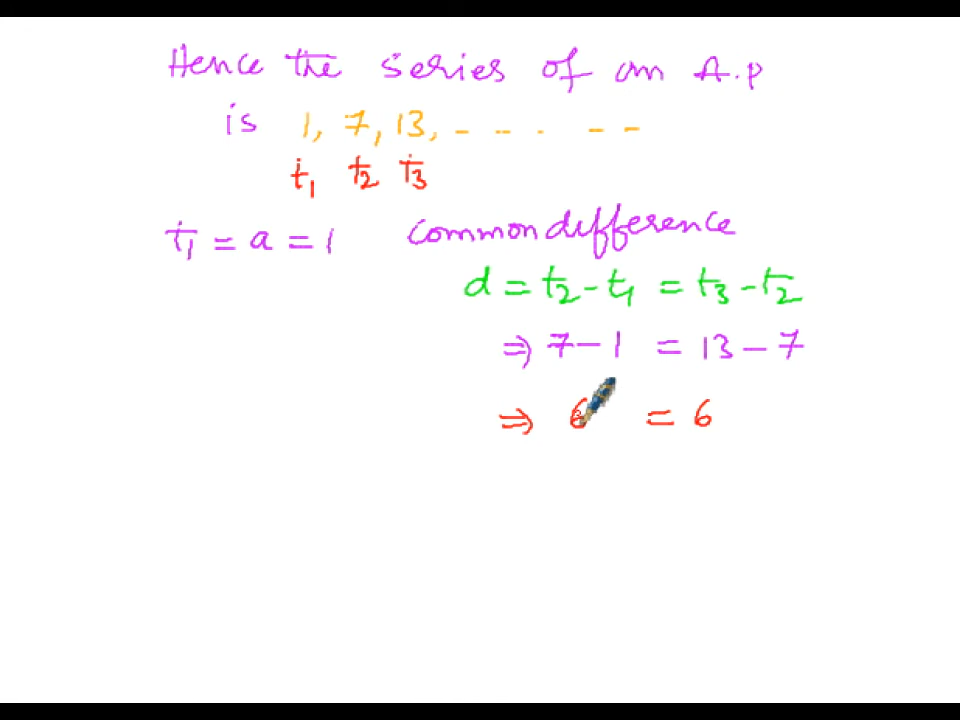 Hence the series of an A.P
is 1, 7, 13, - - - - -
t1 t2 t3
t1 = a = 1 common difference
d = t2 - t1 = t3 - t2
⇒ 7 - 1 = 13 - 7
⇒ 6 = 6